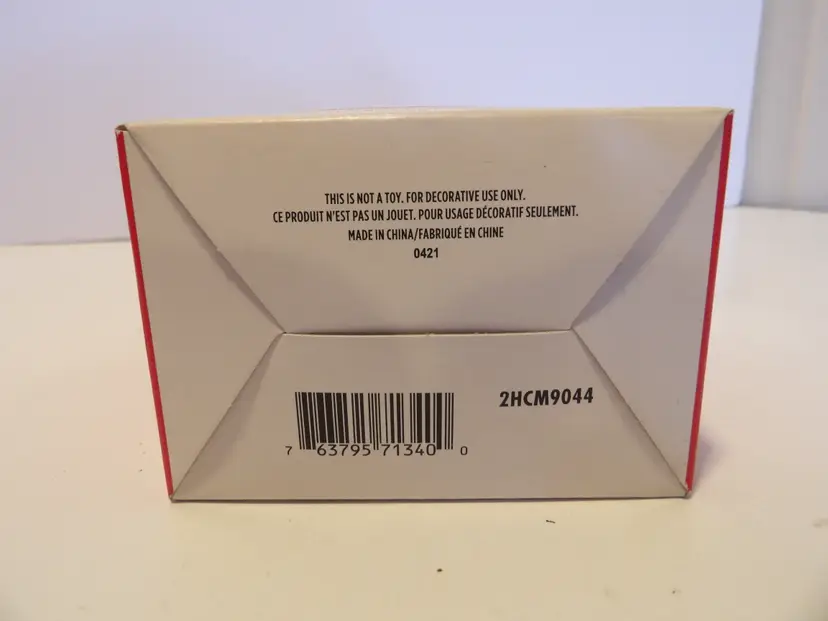 THIS IS NOT A TOY. FOR DECORATIVE USE ONLY.
CE PRODUIT N'EST PAS UN JOUET. POUR USAGE DÉCORATIF SEULEMENT.
MADE IN CHINA/FABRIQUÉ EN CHINE
0421
2HCM9044
7 63795 71340 0